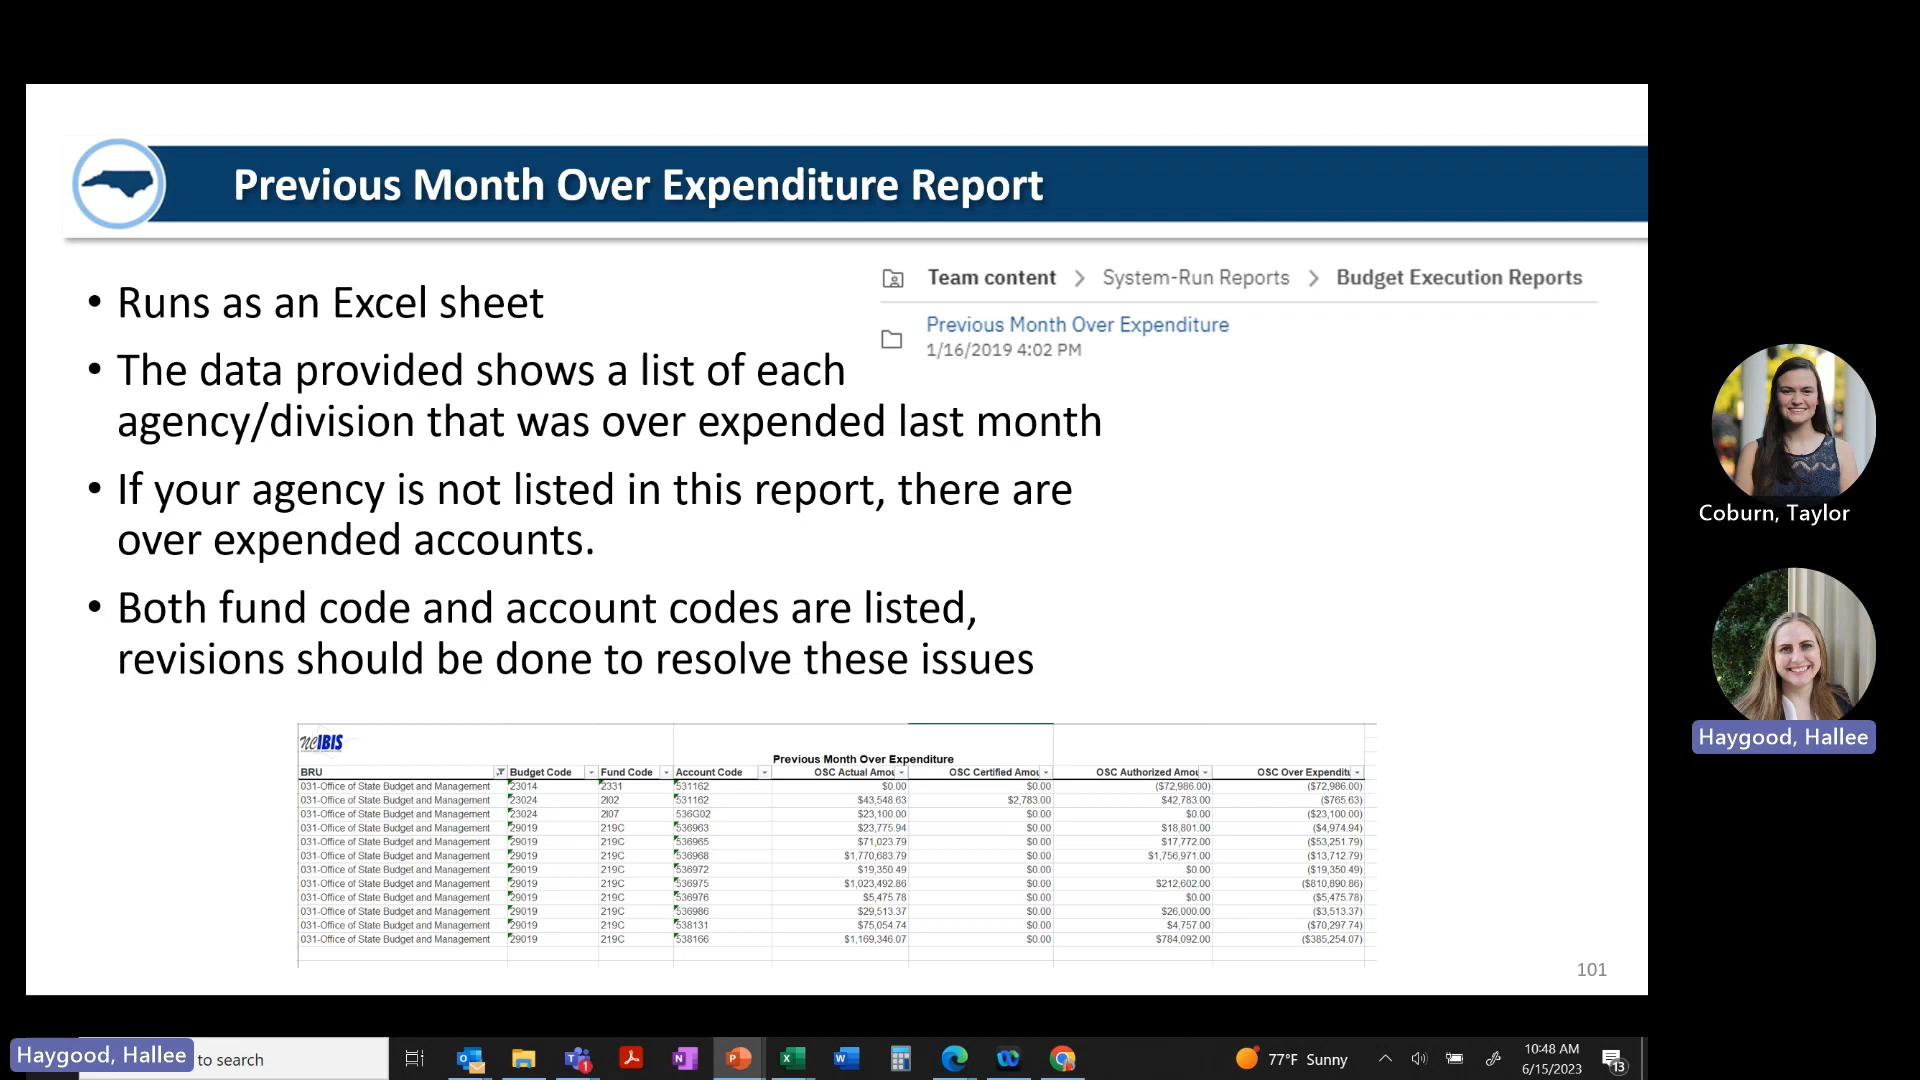 Previous Month Over Expenditure Report
Team content > System-Run Reports > Budget Execution Reports
Previous Month Over Expenditure
1/16/2019 4:02 PM
• Runs as an Excel sheet
• The data provided shows a list of each
agency/division that was over expended last month
• If your agency is not listed in this report, there are
over expended accounts.
• Both fund code and account codes are listed,
revisions should be done to resolve these issues
NCIBIS
Previous Month Over Expenditure
BRU Budget Code Fund Code Account Code OSC Actual Amou OSC Certified Amou OSC Authorized Amou OSC Over Expenditu
031-Office of State Budget and Management 23014 2331 531162 $0.00 $0.00 ($72,986.00) ($72,986.00)
031-Office of State Budget and Management 23024 2I02 531162 $43,548.63 $2,783.00 $42,783.00 ($765.63)
031-Office of State Budget and Management 23024 2I07 536G02 $23,100.00 $0.00 $0.00 ($23,100.00)
031-Office of State Budget and Management 29019 219C 536963 $23,775.94 $0.00 $18,801.00 ($4,974.94)
031-Office of State Budget and Management 29019 219C 536965 $71,023.79 $0.00 $17,772.00 ($53,251.79)
031-Office of State Budget and Management 29019 219C 536968 $1,770,683.79 $0.00 $1,756,971.00 ($13,712.79)
031-Office of State Budget and Management 29019 219C 536972 $19,350.49 $0.00 $0.00 ($19,350.49)
031-Office of State Budget and Management 29019 219C 536975 $1,023,492.86 $0.00 $212,602.00 ($810,890.86)
031-Office of State Budget and Management 29019 219C 536976 $5,475.78 $0.00 $0.00 ($5,475.78)
031-Office of State Budget and Management 29019 219C 536986 $29,513.37 $0.00 $26,000.00 ($3,513.37)
031-Office of State Budget and Management 29019 219C 538131 $75,054.74 $0.00 $4,757.00 ($70,297.74)
031-Office of State Budget and Management 29019 219C 538166 $1,169,346.07 $0.00 $784,092.00 ($385,254.07)
101
Coburn, Taylor
Haygood, Hallee
Haygood, Hallee
to search
77°F Sunny
10:48 AM
6/15/2023
13